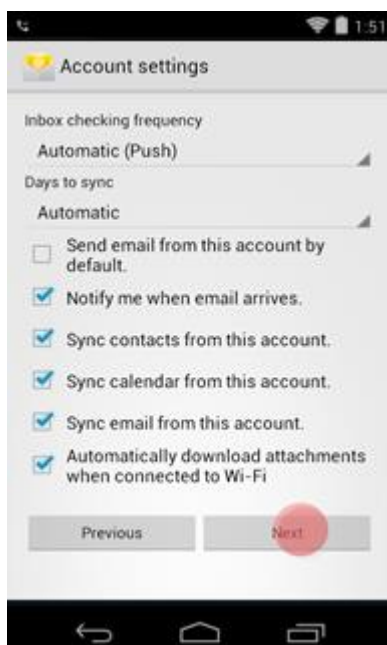 1:51
Account settings
Inbox checking frequency
Automatic (Push)
Days to sync
Automatic
Send email from this account by
default.
Notify me when email arrives.
Sync contacts from this account.
Sync calendar from this account.
Sync email from this account.
Automatically download attachments
when connected to Wi-Fi
Previous
Next